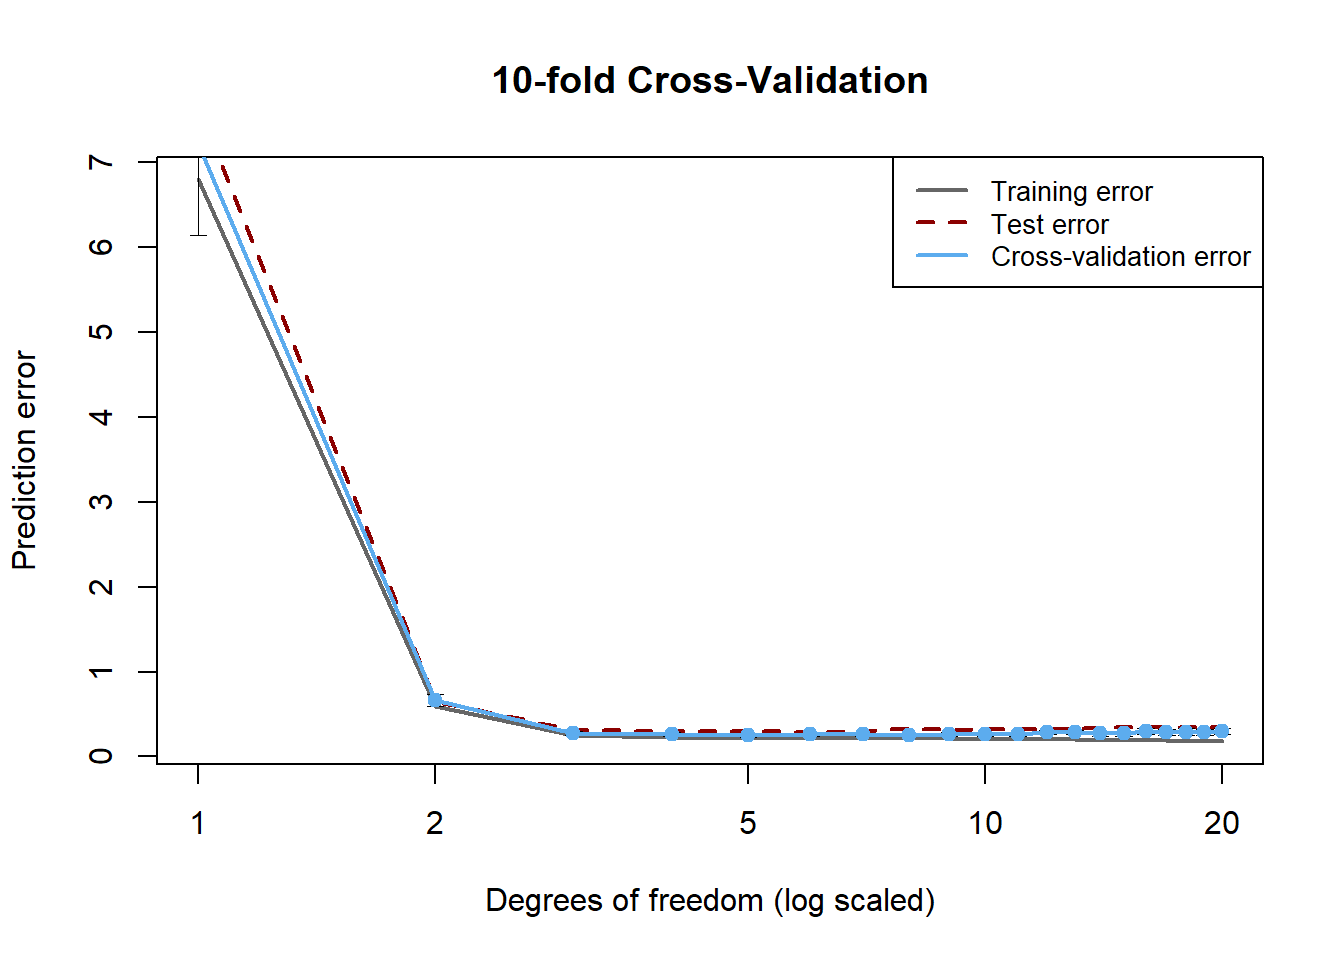 10-fold Cross-Validation
Training error
Test error
Cross-validation error
Prediction error
7
6
5
4
3
2
1
0
1 2 5 10 20
Degrees of freedom (log scaled)